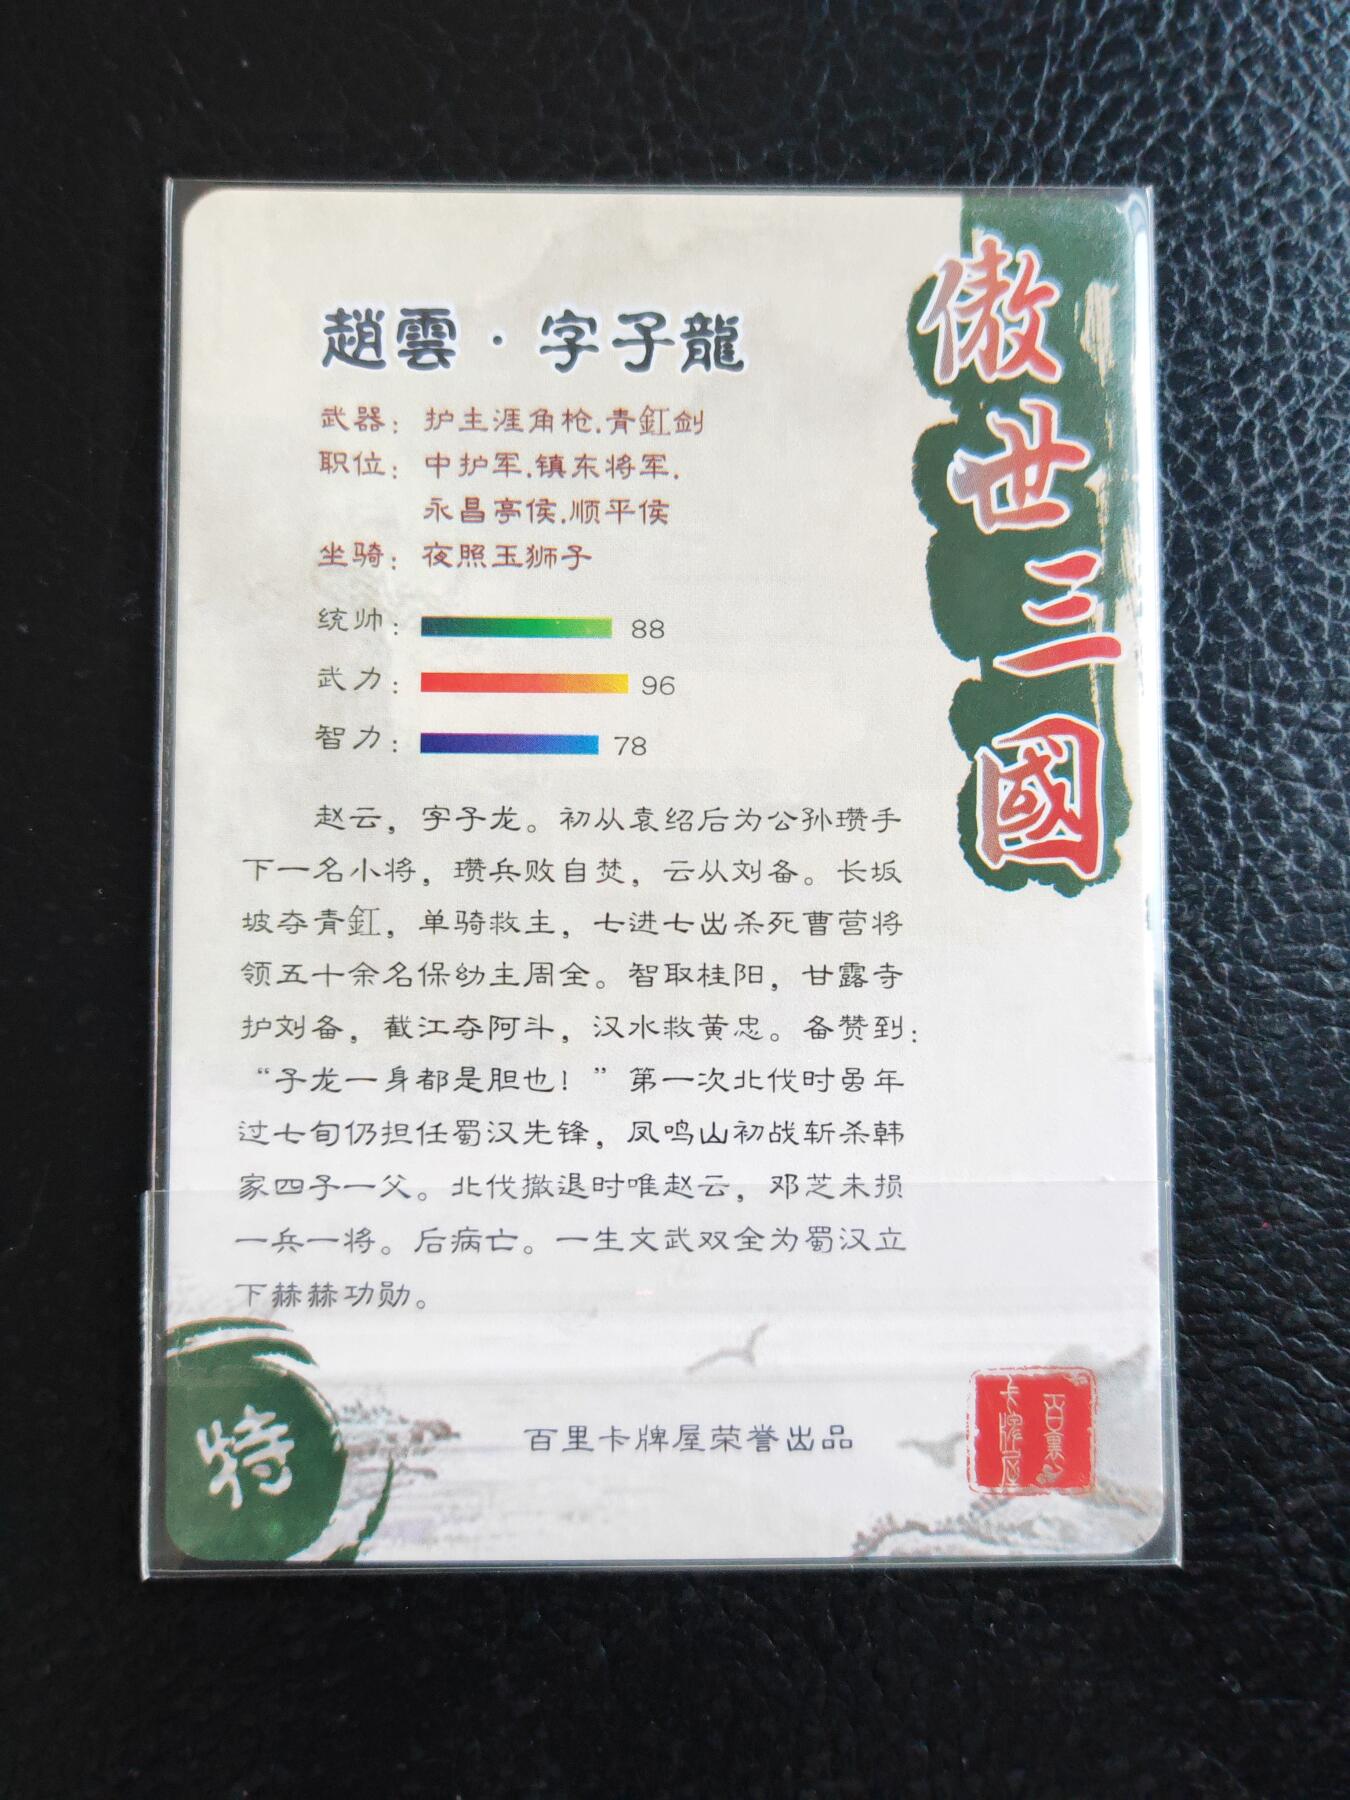 傲世三國
趙雲·字子龍
武器：护主涯角枪.青釭剑
职位：中护军.镇东将军.
永昌亭侯.顺平侯
坐骑：夜照玉狮子
统帅：88
武力：96
智力：78
赵云，字子龙。初从袁绍后为公孙瓒手
下一名小将，瓒兵败自焚，云从刘备。长坂
坡夺青釭，单骑救主，七进七出杀死曹营将
领五十余名保幼主周全。智取桂阳，甘露寺
护刘备，截江夺阿斗，汉水救黄忠。备赞到：
“子龙一身都是胆也！”第一次北伐时虽年
过七旬仍担任蜀汉先锋，凤鸣山初战斩杀韩
家四子一父。北伐撤退时唯赵云，邓芝未损
一兵一将。后病亡。一生文武双全为蜀汉立
下赫赫功勋。
特
百里卡牌屋荣誉出品
百里
卡牌屋